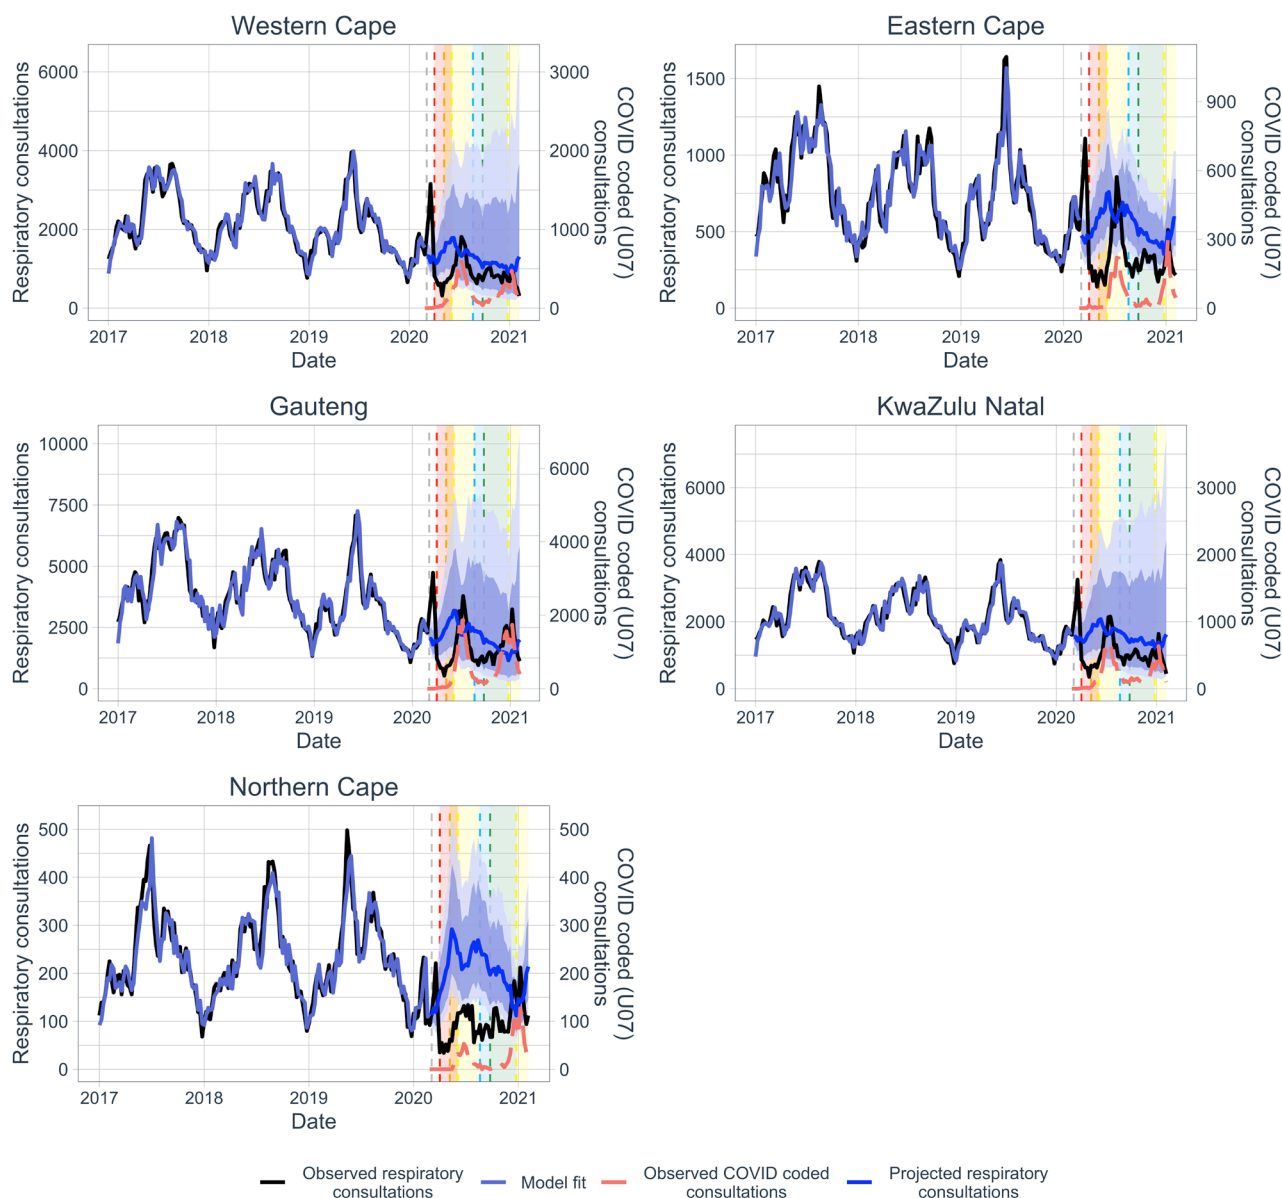 Western Cape
Respiratory consultations
6000
4000
2000
0
3000
2000
1000
0
COVID coded (U07)
consultations
2017 2018 2019 2020 2021
Date
Eastern Cape
Respiratory consultations
1500
1000
500
0
900
600
300
0
COVID coded (U07)
consultations
2017 2018 2019 2020 2021
Date
Gauteng
Respiratory consultations
10000
7500
5000
2500
0
6000
4000
2000
0
COVID coded (U07)
consultations
2017 2018 2019 2020 2021
Date
KwaZulu Natal
Respiratory consultations
6000
4000
2000
0
3000
2000
1000
0
COVID coded (U07)
consultations
2017 2018 2019 2020 2021
Date
Northern Cape
Respiratory consultations
500
400
300
200
100
0
500
400
300
200
100
0
COVID coded (U07)
consultations
2017 2018 2019 2020 2021
Date
Observed respiratory
consultations
Model fit
Observed COVID coded
consultations
Projected respiratory
consultations